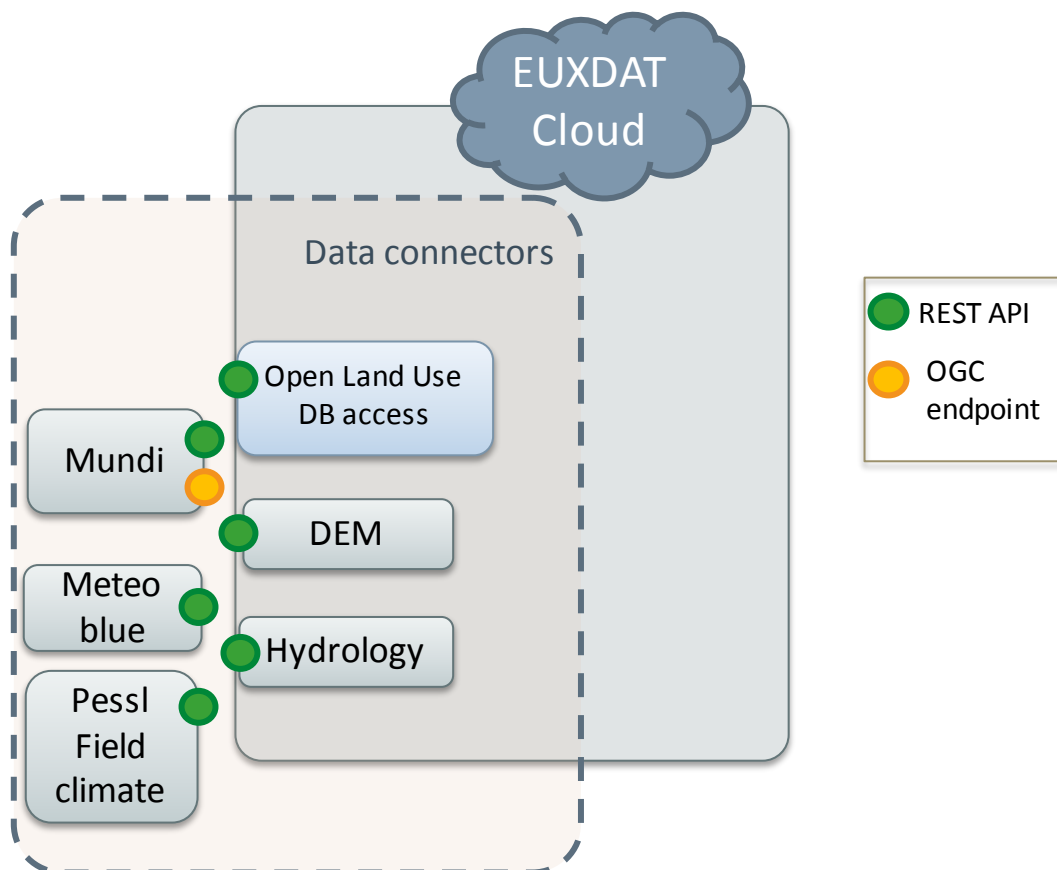 EUXDAT
Cloud
Data connectors
Open Land Use
DB access
Mundi
DEM
Meteo
blue
Hydrology
Pessl
Field
climate
REST API
OGC
endpoint